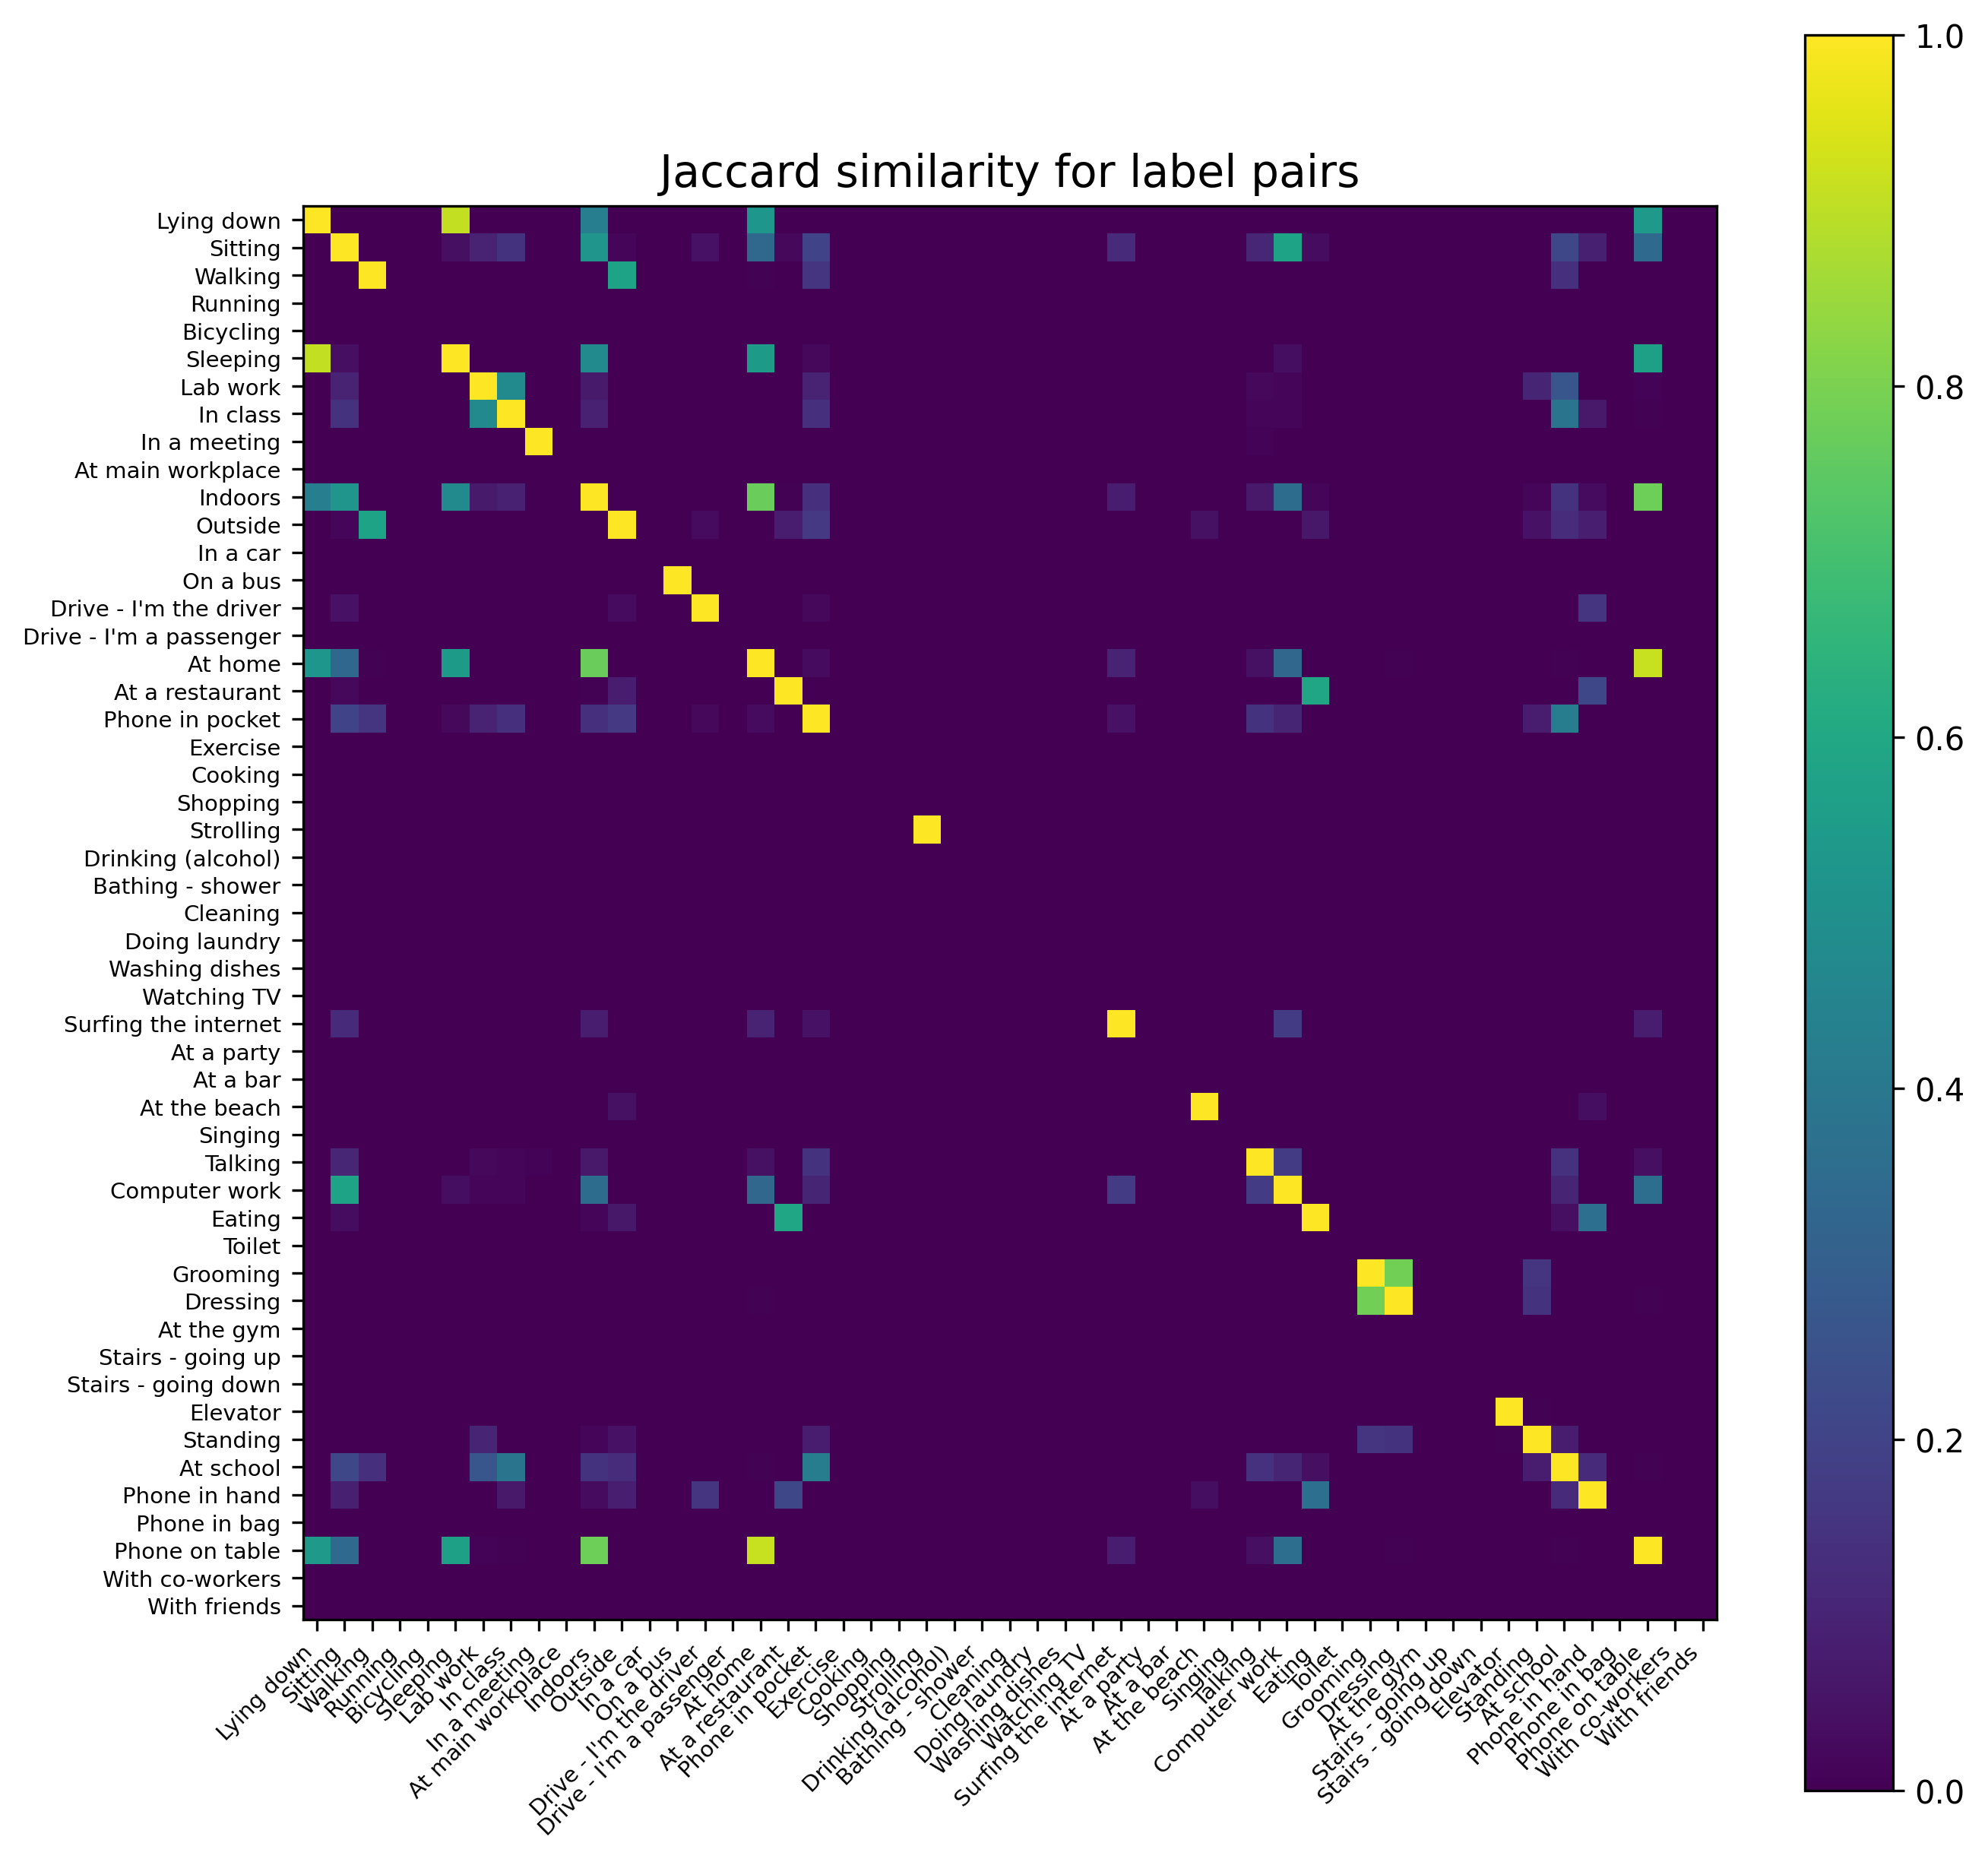 Jaccard similarity for label pairs
Lying down
Sitting
Walking
Running
Bicycling
Sleeping
Lab work
In class
In a meeting
At main workplace
Indoors
Outside
In a car
On a bus
Drive - I'm the driver
Drive - I'm a passenger
At home
At a restaurant
Phone in pocket
Exercise
Cooking
Shopping
Strolling
Drinking (alcohol)
Bathing - shower
Cleaning
Doing laundry
Washing dishes
Watching TV
Surfing the internet
At a party
At a bar
At the beach
Singing
Talking
Computer work
Eating
Toilet
Grooming
Dressing
At the gym
Stairs - going up
Stairs - going down
Elevator
Standing
At school
Phone in hand
Phone in bag
Phone on table
With co-workers
With friends
Lying down
Sitting
Walking
Running
Bicycling
Sleeping
Lab work
In class
In a meeting
At main workplace
Indoors
Outside
In a car
On a bus
Drive - I'm the driver
Drive - I'm a passenger
At home
At a restaurant
Phone in pocket
Exercise
Cooking
Shopping
Strolling
Drinking (alcohol)
Bathing - shower
Cleaning
Doing laundry
Washing dishes
Watching TV
Surfing the internet
At a party
At a bar
At the beach
Singing
Talking
Computer work
Eating
Toilet
Grooming
Dressing
At the gym
Stairs - going up
Stairs - going down
Elevator
Standing
At school
Phone in hand
Phone in bag
Phone on table
With co-workers
With friends
1.0
0.8
0.6
0.4
0.2
0.0